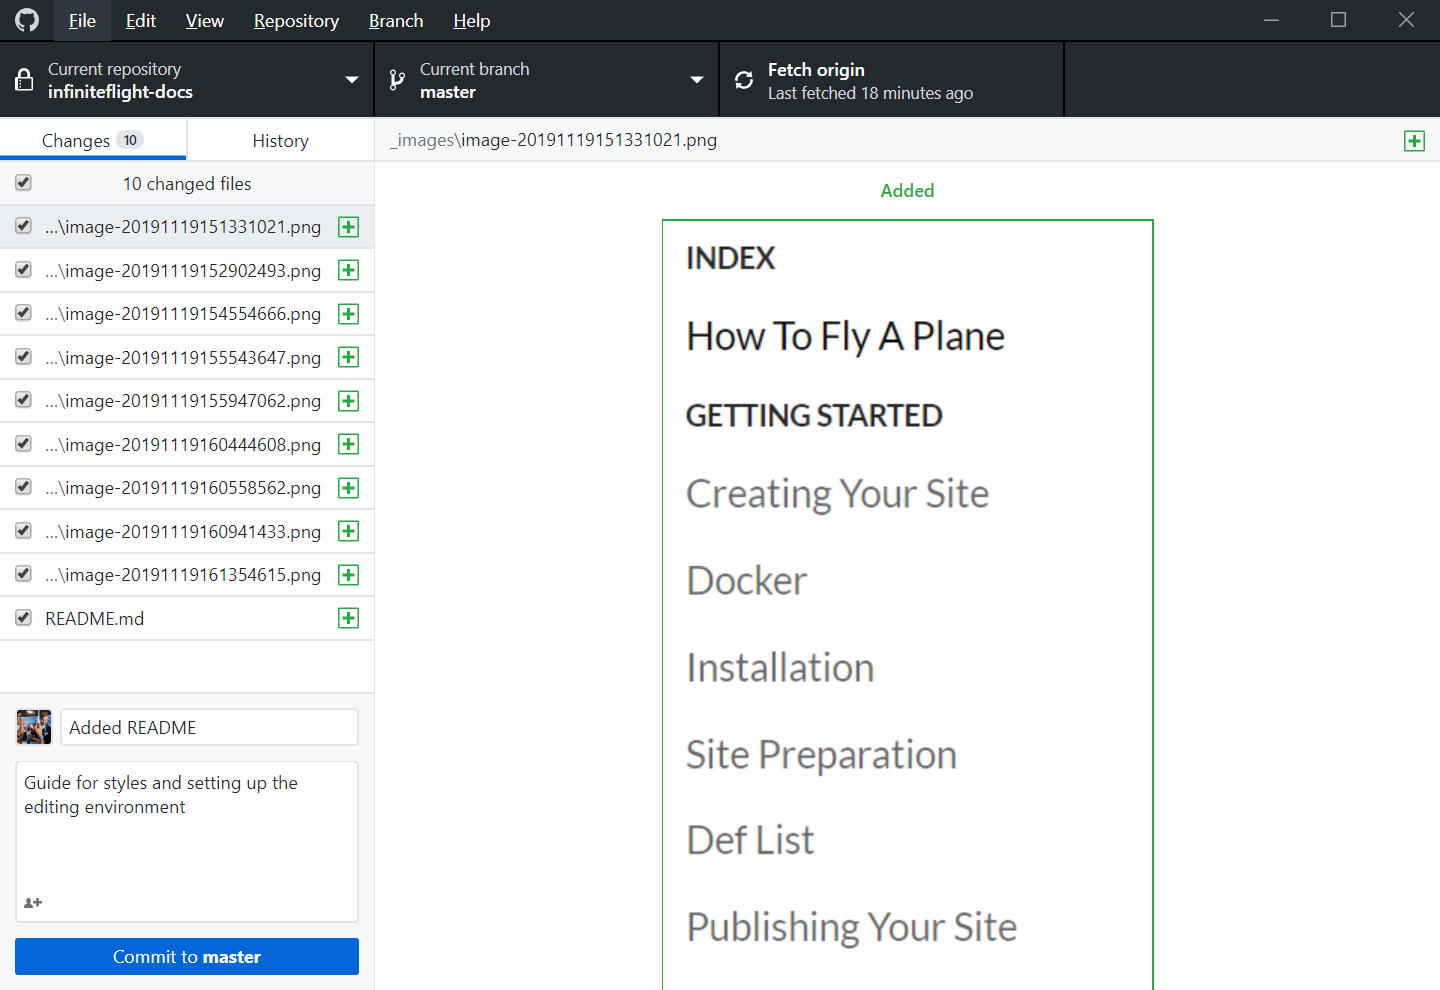 File Edit View Repository Branch Help
Current repository
infiniteflight-docs
Current branch
master
Fetch origin
Last fetched 18 minutes ago
Changes 10
History
_images\image-20191119151331021.png
10 changed files
...\image-20191119151331021.png
...\image-20191119152902493.png
...\image-20191119154554666.png
...\image-20191119155543647.png
...\image-20191119155947062.png
...\image-20191119160444608.png
...\image-20191119160558562.png
...\image-20191119160941433.png
...\image-20191119161354615.png
README.md
Added README
Guide for styles and setting up the
editing environment
Commit to master
Added
INDEX
How To Fly A Plane
GETTING STARTED
Creating Your Site
Docker
Installation
Site Preparation
Def List
Publishing Your Site